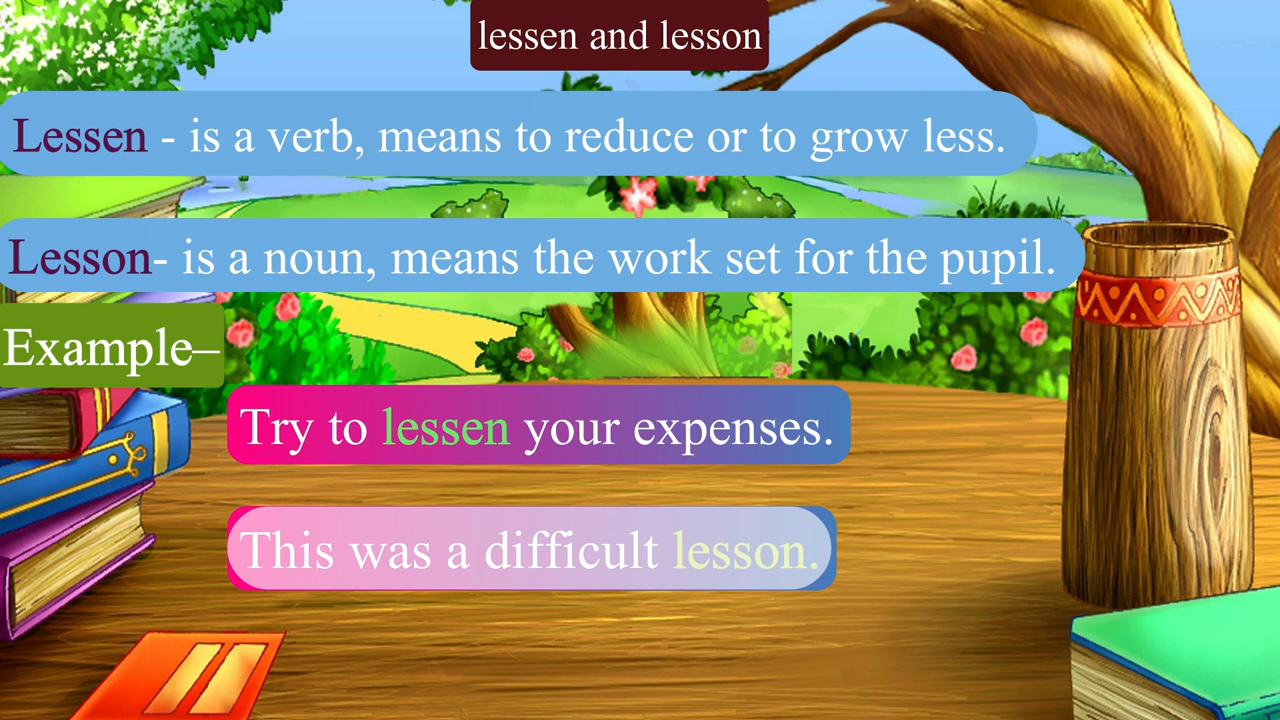 lessen and lesson
Lessen - is a verb, means to reduce or to grow less.
Lesson- is a noun, means the work set for the pupil.
Example–
Try to lessen your expenses.
This was a difficult lesson.